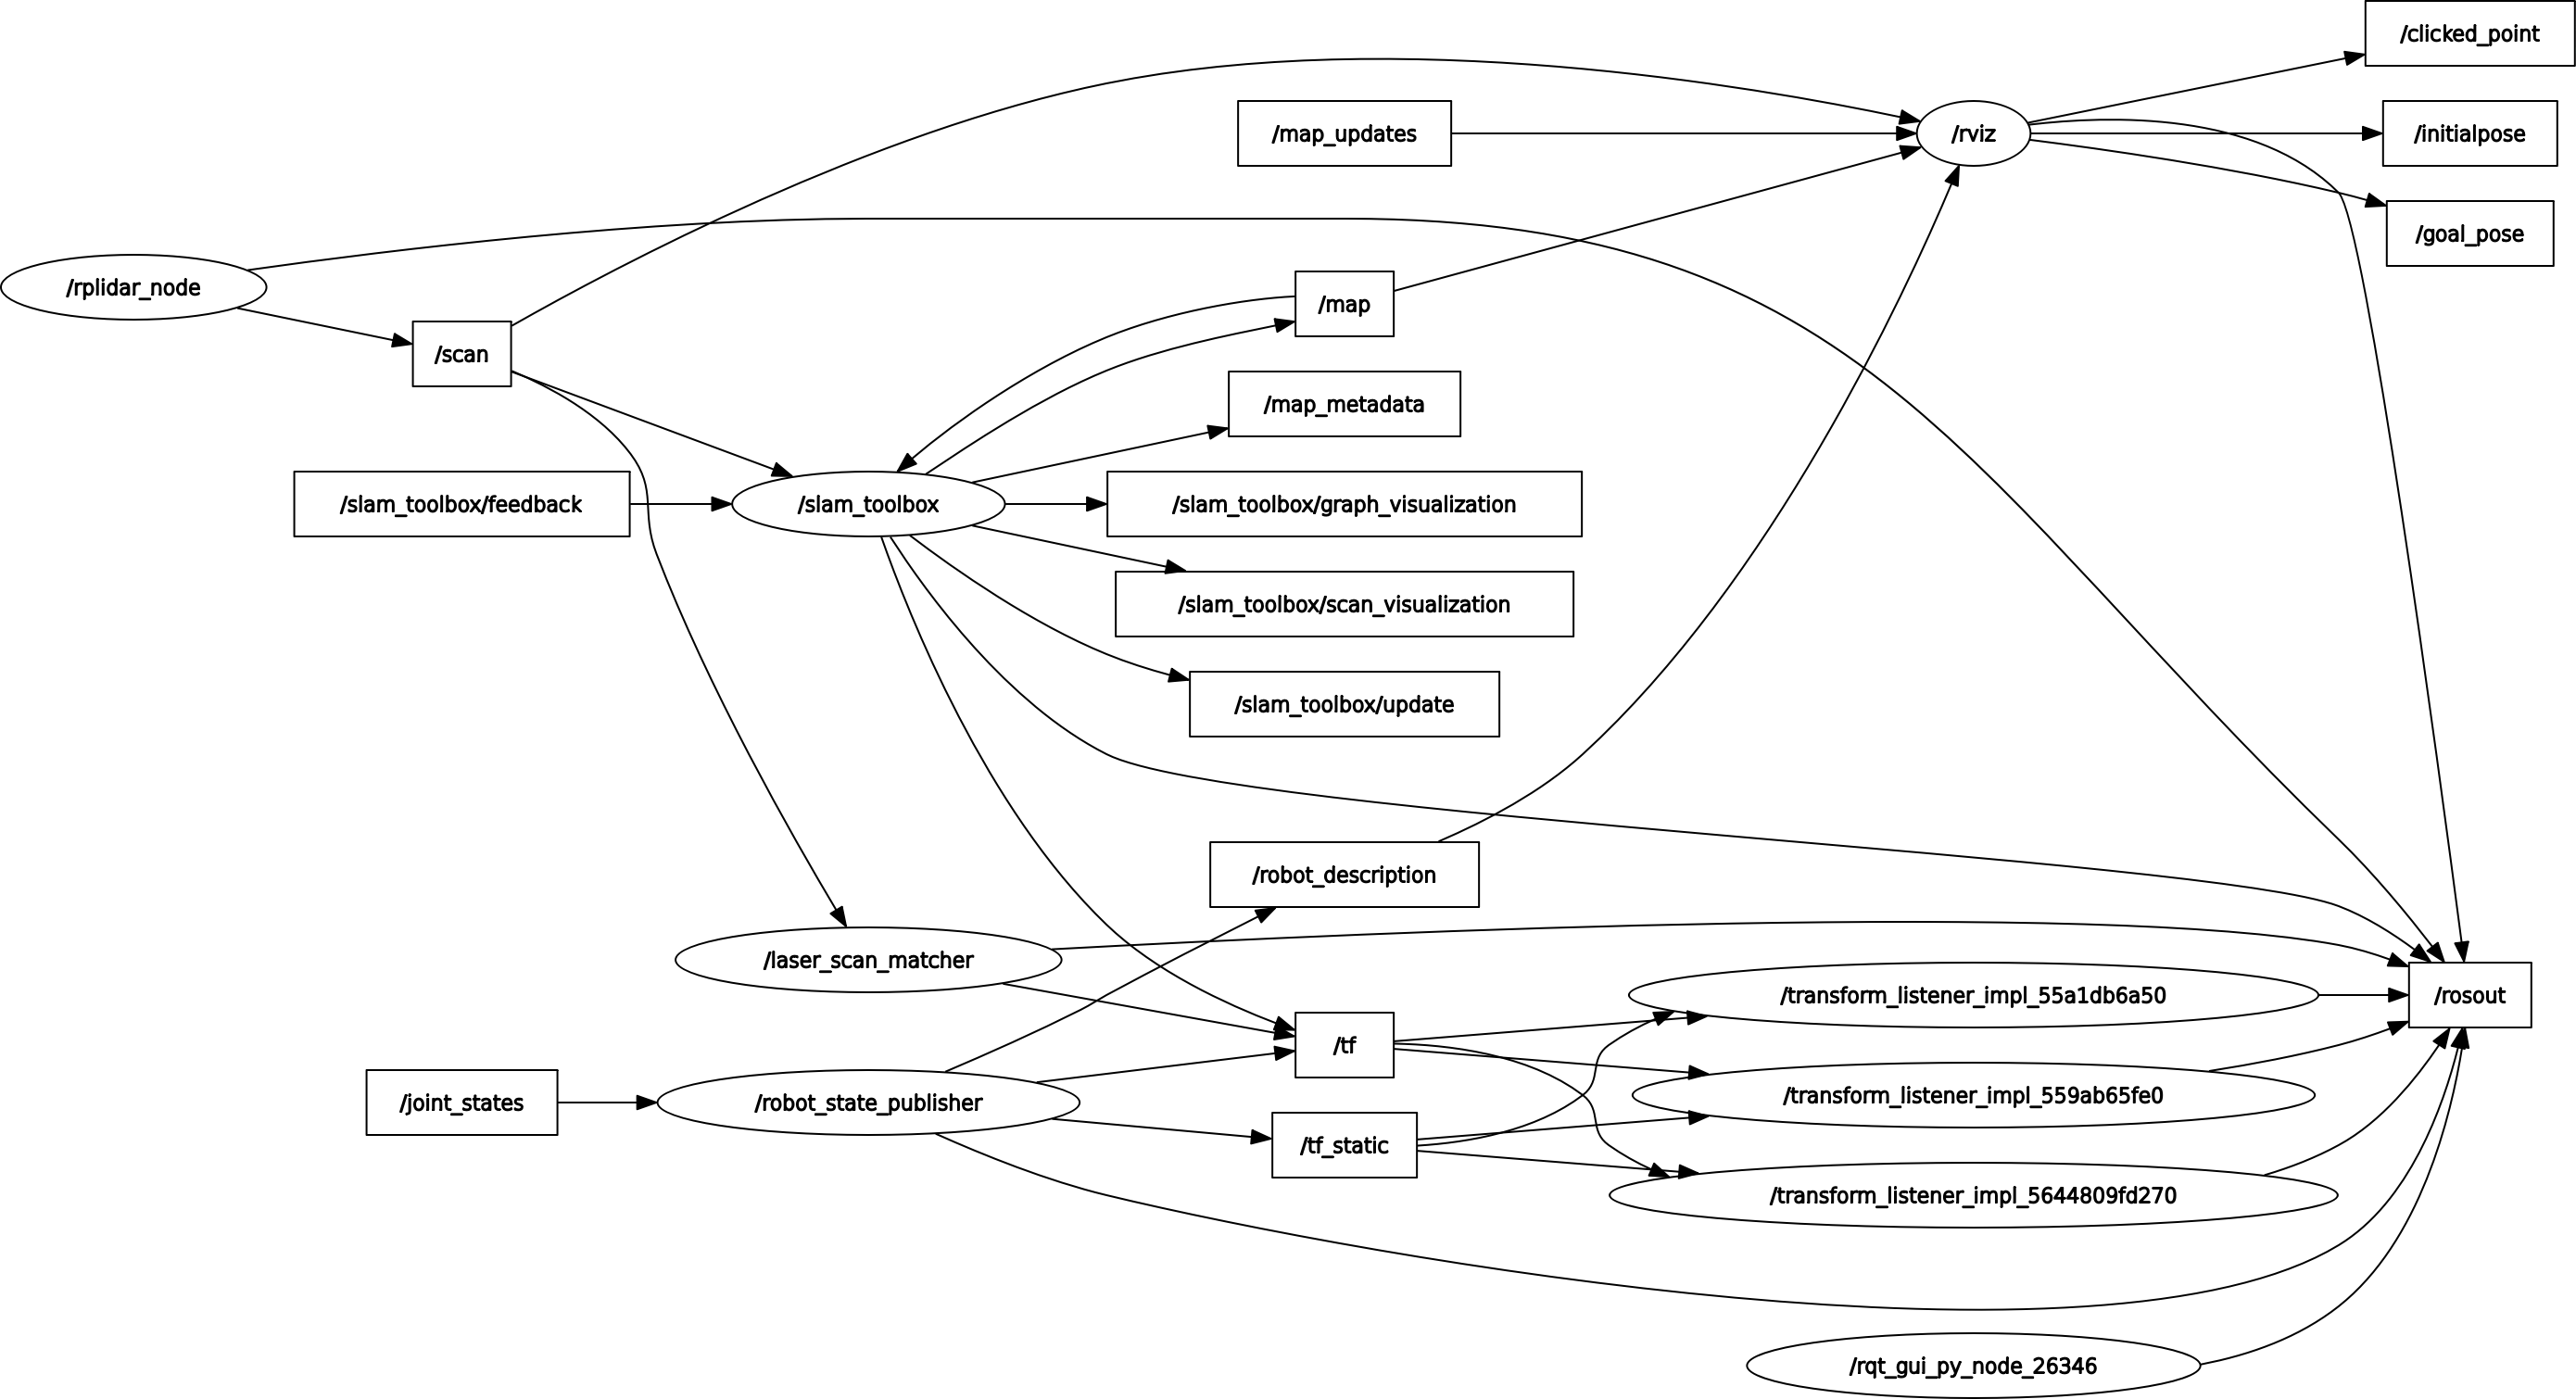 /clicked_point
/map_updates
/rviz
/initialpose
/goal_pose
/rplidar_node
/map
/scan
/map_metadata
/slam_toolbox/feedback
/slam_toolbox
/slam_toolbox/graph_visualization
/slam_toolbox/scan_visualization
/slam_toolbox/update
/robot_description
/laser_scan_matcher
/transform_listener_impl_55a1db6a50
/rosout
/tf
/joint_states
/robot_state_publisher
/transform_listener_impl_559ab65fe0
/tf_static
/transform_listener_impl_5644809fd270
/rqt_gui_py_node_26346